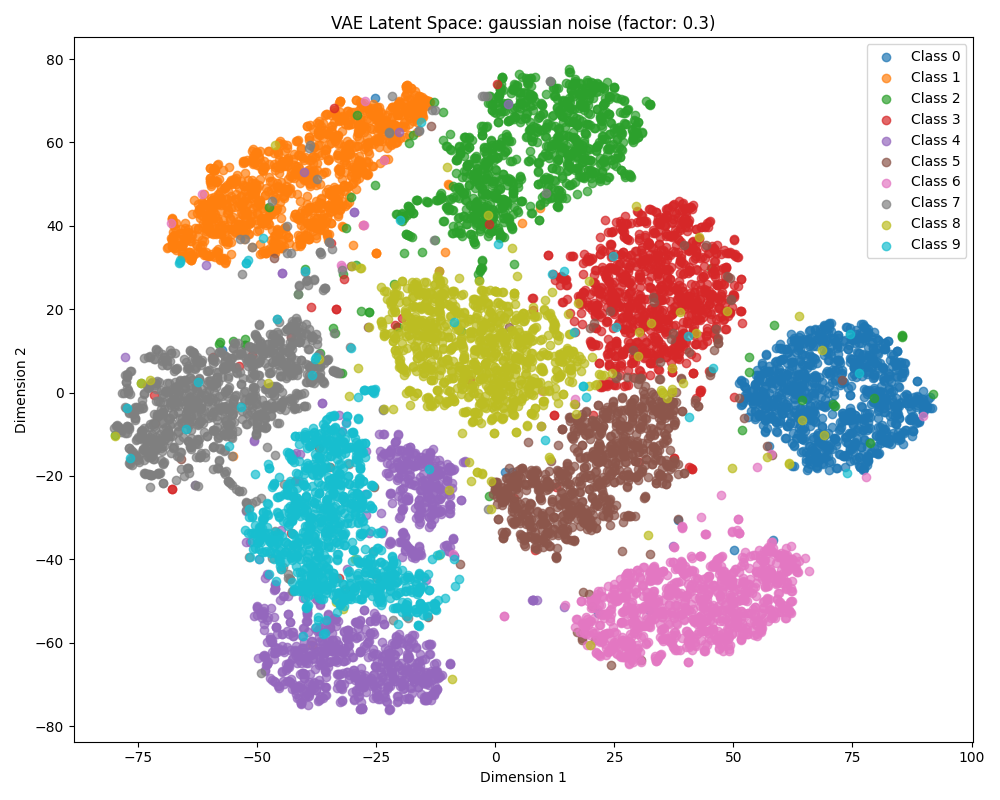 VAE Latent Space: gaussian noise (factor: 0.3)
Class 0
Class 1
Class 2
Class 3
Class 4
Class 5
Class 6
Class 7
Class 8
Class 9
80
60
40
20
0
−20
−40
−60
−80
Dimension 2
−75 −50 −25 0 25 50 75 100
Dimension 1